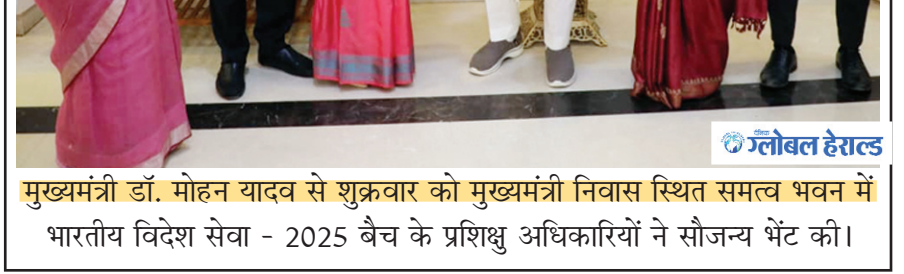 दैनिक
ग्लोबल हेराल्ड
मुख्यमंत्री डॉ. मोहन यादव से शुक्रवार को मुख्यमंत्री निवास स्थित समत्व भवन में
भारतीय विदेश सेवा - 2025 बैच के प्रशिक्षु अधिकारियों ने सौजन्य भेंट की।